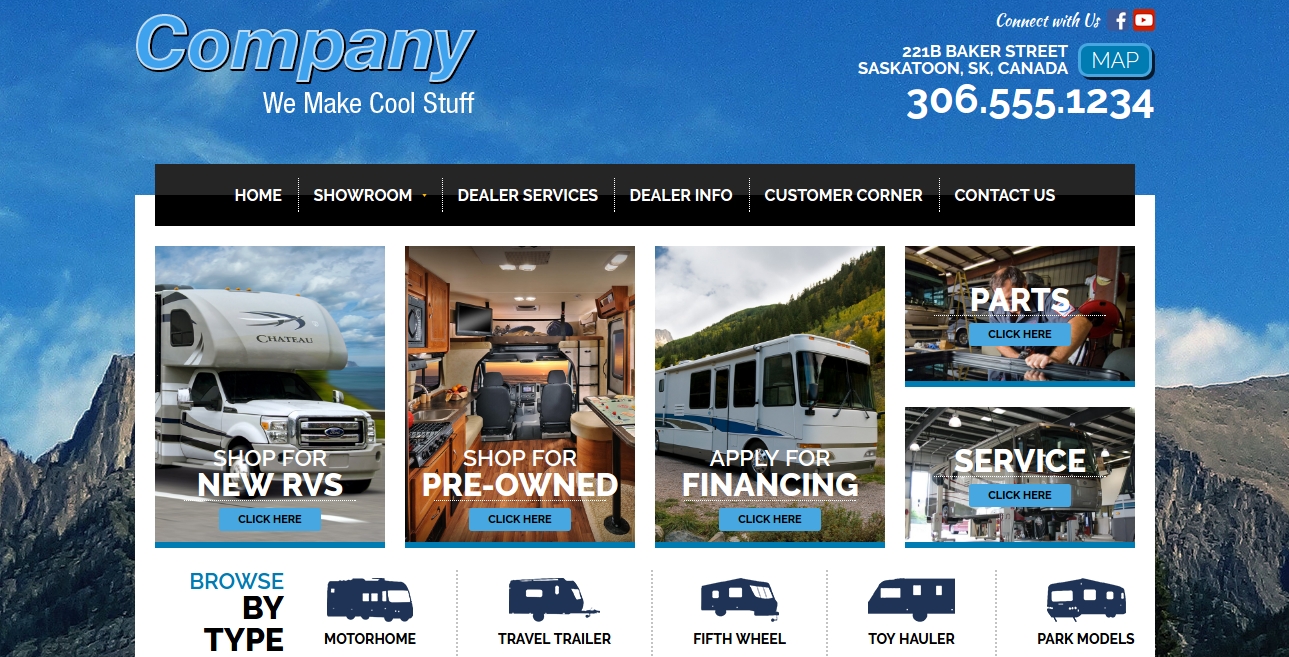 Company
We Make Cool Stuff
Connect with Us
221B BAKER STREET
SASKATOON, SK, CANADA
MAP
306.555.1234
HOME
SHOWROOM
DEALER SERVICES
DEALER INFO
CUSTOMER CORNER
CONTACT US
CHATEAU
Ford
SHOP FOR
NEW RVS
CLICK HERE
SHOP FOR
PRE-OWNED
CLICK HERE
APPLY FOR
FINANCING
CLICK HERE
PARTS
CLICK HERE
SERVICE
CLICK HERE
BROWSE
BY
TYPE
MOTORHOME
TRAVEL TRAILER
FIFTH WHEEL
TOY HAULER
PARK MODELS